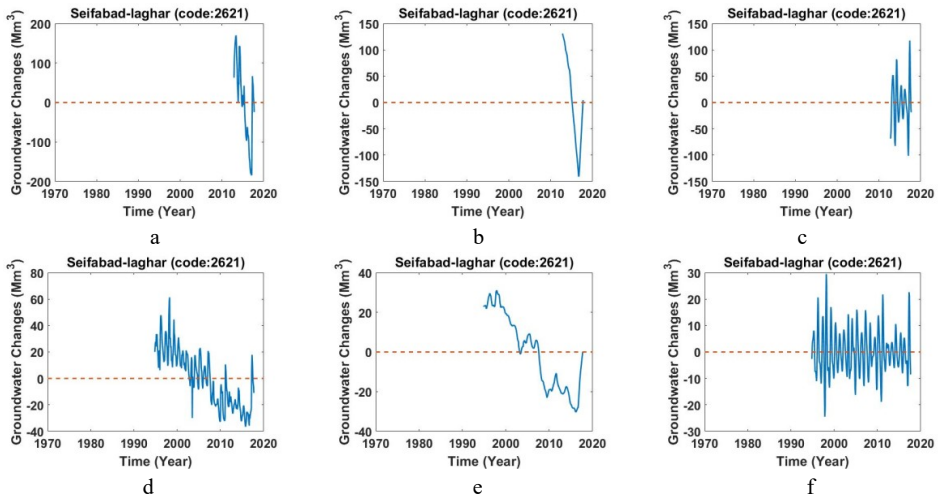 Seifabad-laghar (code:2621)
Groundwater Changes (Mm³)
200
100
0
-100
-200
1970 1980 1990 2000 2010 2020
Time (Year)
a
Seifabad-laghar (code:2621)
Groundwater Changes (Mm³)
150
100
50
0
-50
-100
-150
1970 1980 1990 2000 2010 2020
Time (Year)
b
Seifabad-laghar (code:2621)
Groundwater Changes (Mm³)
150
100
50
0
-50
-100
-150
1970 1980 1990 2000 2010 2020
Time (Year)
c
Seifabad-laghar (code:2621)
Groundwater Changes (Mm³)
80
60
40
20
0
-20
-40
1970 1980 1990 2000 2010 2020
Time (Year)
d
Seifabad-laghar (code:2621)
Groundwater Changes (Mm³)
40
20
0
-20
-40
1970 1980 1990 2000 2010 2020
Time (Year)
e
Seifabad-laghar (code:2621)
Groundwater Changes (Mm³)
30
20
10
0
-10
-20
-30
1970 1980 1990 2000 2010 2020
Time (Year)
f